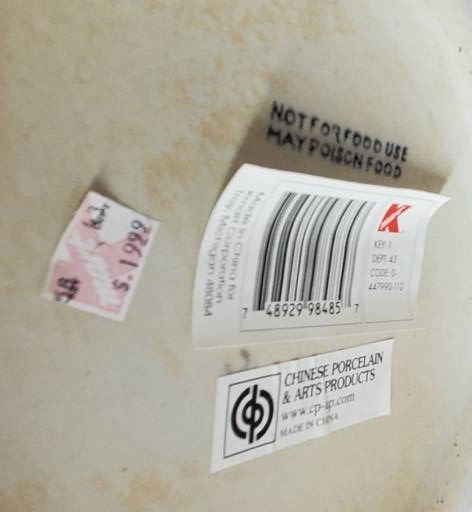 NOT FOR FOOD USE
MAY POISON FOOD
Made in China for
Kmart Corporation
Troy, Michigan 48084
K
KEY: 1
DEPT. 43
CODE: 0-
447990-110
7 48929 98485 7
$. 1999
CHINESE PORCELAIN
& ARTS PRODUCTS
www.cp-ap.com
MADE IN CHINA